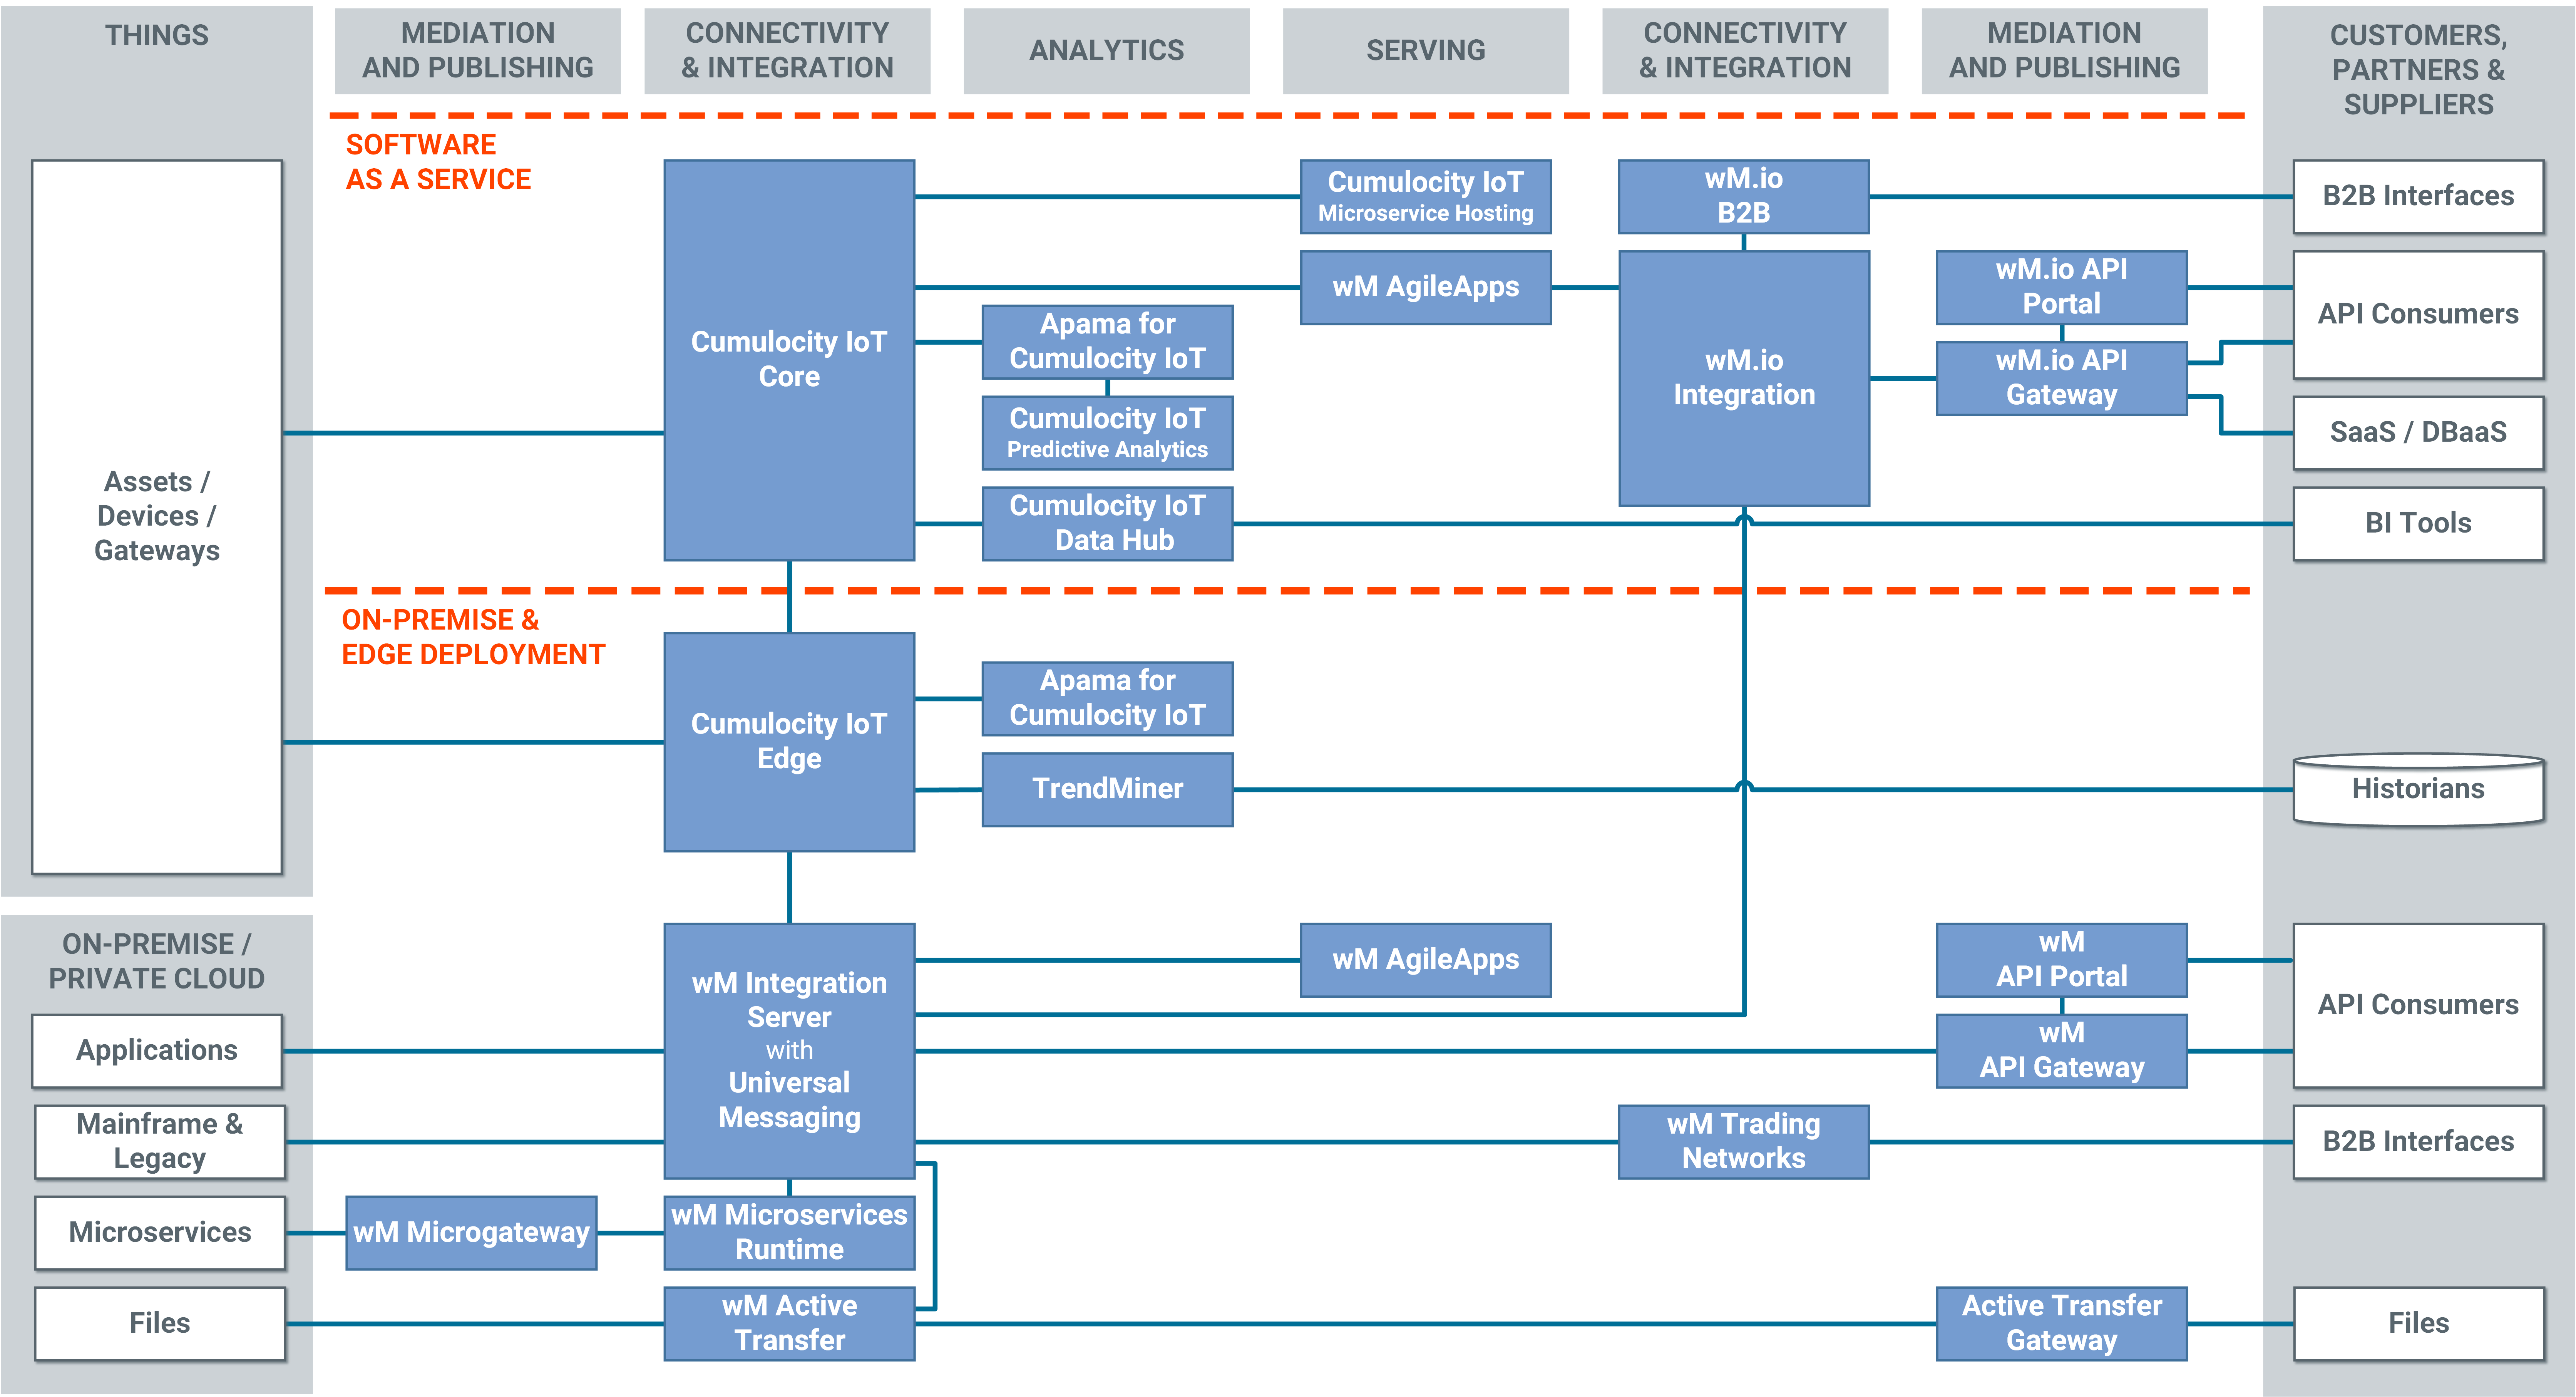 THINGS
MEDIATION
AND PUBLISHING
CONNECTIVITY
& INTEGRATION
ANALYTICS
SERVING
CONNECTIVITY
& INTEGRATION
MEDIATION
AND PUBLISHING
CUSTOMERS,
PARTNERS &
SUPPLIERS
SOFTWARE
AS A SERVICE
Assets /
Devices /
Gateways
Cumulocity IoT
Core
Cumulocity IoT
Microservice Hosting
wM AgileApps
Apama for
Cumulocity IoT
Cumulocity IoT
Predictive Analytics
Cumulocity IoT
Data Hub
wM.io
B2B
wM.io
Integration
wM.io API
Portal
wM.io API
Gateway
B2B Interfaces
API Consumers
SaaS / DBaaS
BI Tools
ON-PREMISE &
EDGE DEPLOYMENT
Cumulocity IoT
Edge
Apama for
Cumulocity IoT
TrendMiner
Historians
ON-PREMISE /
PRIVATE CLOUD
Applications
Mainframe &
Legacy
Microservices
Files
wM Microgateway
wM Integration
Server
with
Universal
Messaging
wM Microservices
Runtime
wM Active
Transfer
wM AgileApps
wM Trading
Networks
wM
API Portal
wM
API Gateway
Active Transfer
Gateway
API Consumers
B2B Interfaces
Files